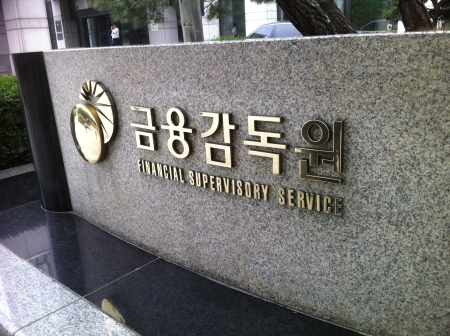 금융감독원
FINANCIAL SUPERVISORY SERVICE